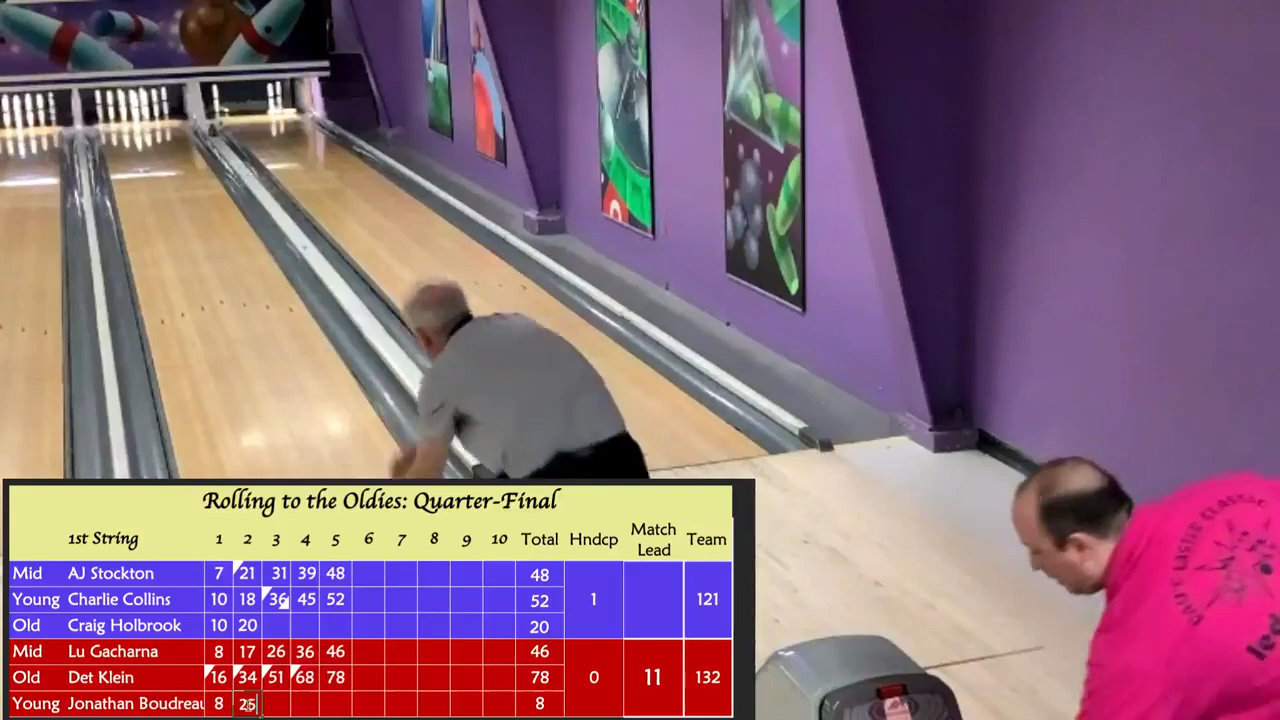 Rolling to the Oldies: Quarter-Final
1st String 1 2 3 4 5 6 7 8 9 10 Total Hndcp Match Lead Team
Mid AJ Stockton 7 21 31 39 48 48
Young Charlie Collins 10 18 36 45 52 52 1 121
Old Craig Holbrook 10 20 20
Mid Lu Gacharna 8 17 26 36 46 46
Old Det Klein 16 34 51 68 78 78 0 11 132
Young Jonathan Boudreau 8 25 8
CLASSIC